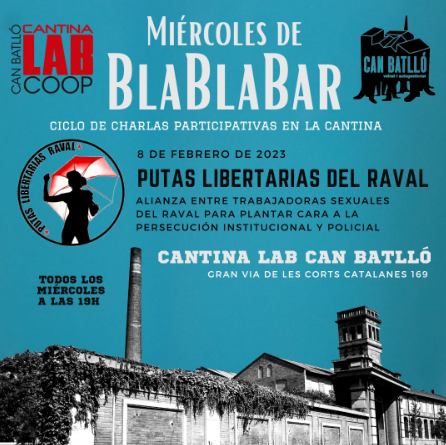 CAN BATLLÓ
CANTINA
LAB
COOP
MIÉRCOLES DE
BLABLABAR
CAN BATLLÓ
veïnal i autogestionat
CICLO DE CHARLAS PARTICIPATIVAS EN LA CANTINA
PUTAS LIBERTARIAS RAVAL
8 DE FEBRERO DE 2023
PUTAS LIBERTARIAS DEL RAVAL
ALIANZA ENTRE TRABAJADORAS SEXUALES
DEL RAVAL PARA PLANTAR CARA A LA
PERSECUCIÓN INSTITUCIONAL Y POLICIAL
CANTINA LAB CAN BATLLÓ
GRAN VIA DE LES CORTS CATALANES 169
TODOS LOS
MIÉRCOLES
A LAS 19H